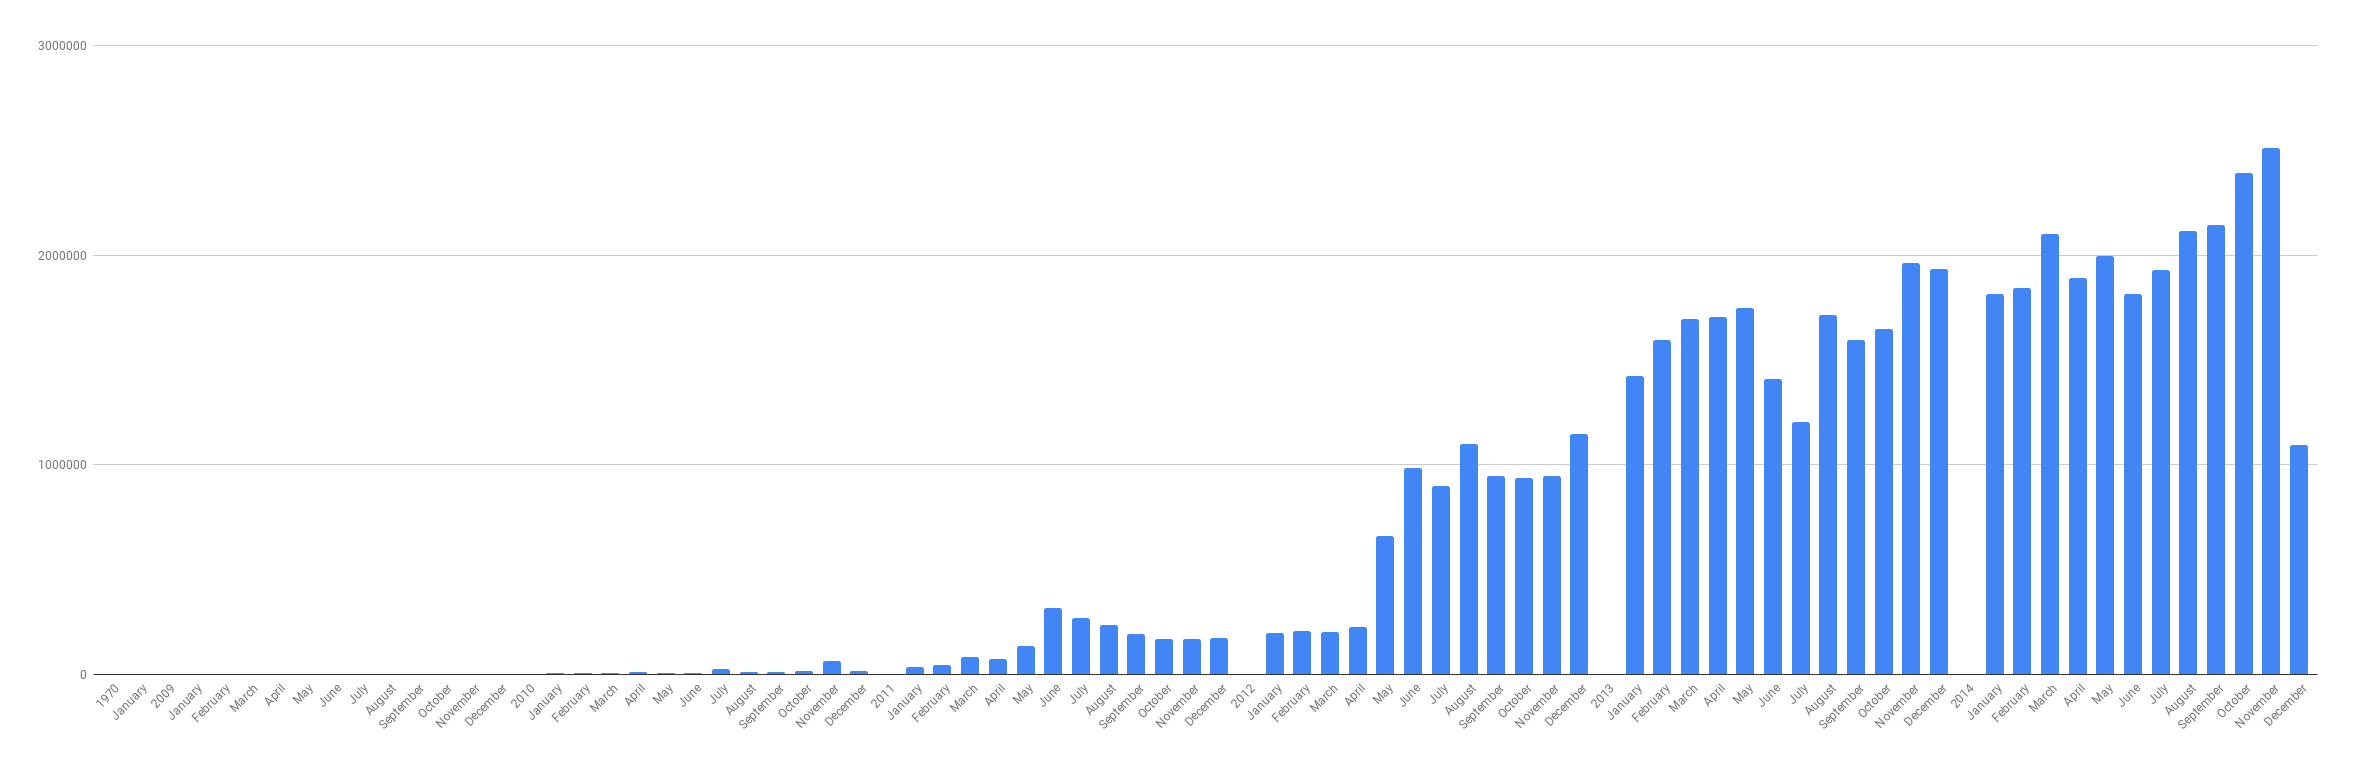 3000000
2000000
1000000
0
1970
January
2009
January
February
March
April
May
June
July
August
September
October
November
December
2010
January
February
March
April
May
June
July
August
September
October
November
December
2011
January
February
March
April
May
June
July
August
September
October
November
December
2012
January
February
March
April
May
June
July
August
September
October
November
December
2013
January
February
March
April
May
June
July
August
September
October
November
December
2014
January
February
March
April
May
June
July
August
September
October
November
December